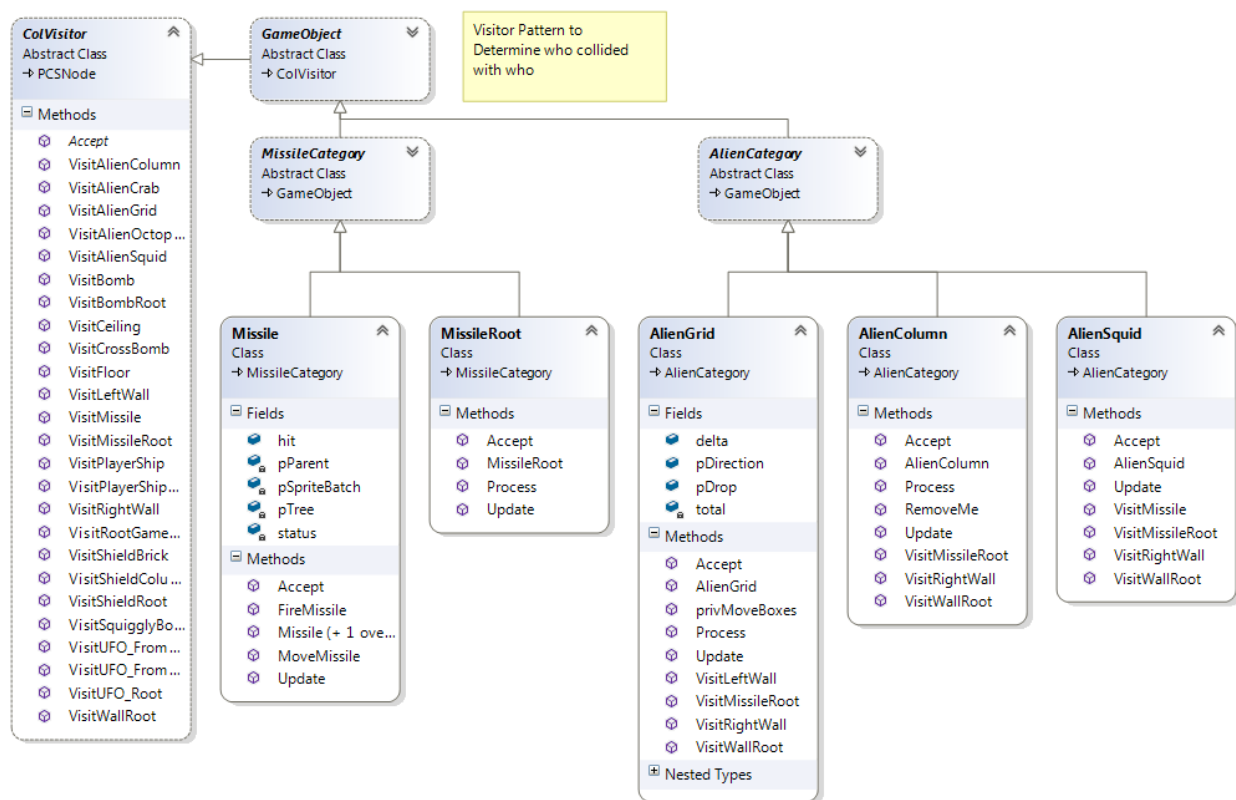 ColVisitor
Abstract Class
PCSNode
Methods
Accept
VisitAlienColumn
VisitAlienCrab
VisitAlienGrid
VisitAlienOctop...
VisitAlienSquid
VisitBomb
VisitBombRoot
VisitCeiling
VisitCrossBomb
VisitFloor
VisitLeftWall
VisitMissile
VisitMissileRoot
VisitPlayerShip
VisitPlayerShip...
VisitRightWall
VisitRootGame...
VisitShieldBrick
VisitShieldColu...
VisitShieldRoot
VisitSquigglyBo...
VisitUFO_From...
VisitUFO_From...
VisitUFO_Root
VisitWallRoot
GameObject
Abstract Class
ColVisitor
Visitor Pattern to
Determine who collided
with who
MissileCategory
Abstract Class
GameObject
AlienCategory
Abstract Class
GameObject
Missile
Class
MissileCategory
Fields
hit
pParent
pSpriteBatch
pTree
status
Methods
Accept
FireMissile
Missile (+ 1 ove...
MoveMissile
Update
MissileRoot
Class
MissileCategory
Methods
Accept
MissileRoot
Process
Update
AlienGrid
Class
AlienCategory
Fields
delta
pDirection
pDrop
total
Methods
Accept
AlienGrid
privMoveBoxes
Process
Update
VisitLeftWall
VisitMissileRoot
VisitRightWall
VisitWallRoot
Nested Types
AlienColumn
Class
AlienCategory
Methods
Accept
AlienColumn
Process
RemoveMe
Update
VisitMissileRoot
VisitRightWall
VisitWallRoot
AlienSquid
Class
AlienCategory
Methods
Accept
AlienSquid
Update
VisitMissile
VisitMissileRoot
VisitRightWall
VisitWallRoot